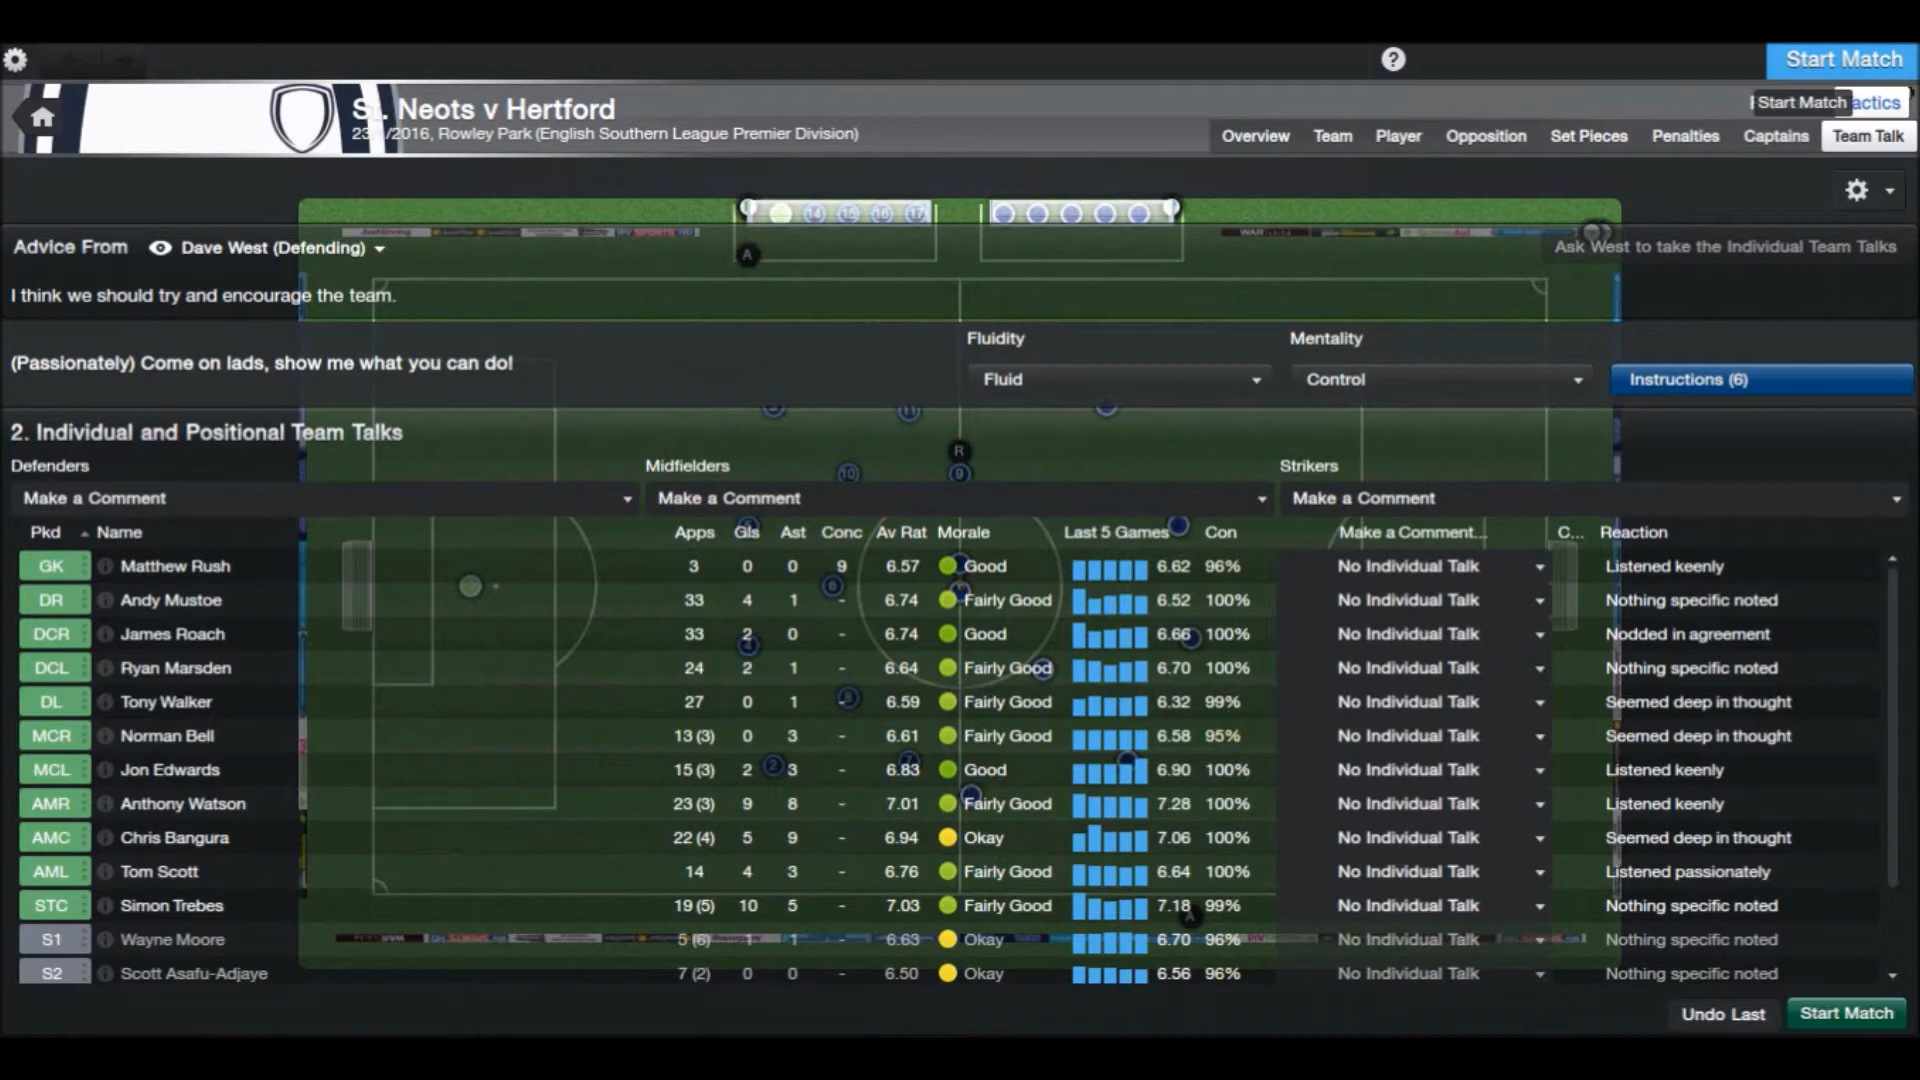 Start Match
St. Neots v Hertford
Start Match
actics
/2016, Rowley Park (English Southern League Premier Division)
Overview Team Player Opposition Set Pieces Penalties Captains Team Talk
14 15 16 17
Advice From Dave West (Defending) A Ask West to take the Individual Team Talks
I think we should try and encourage the team.
Fluidity Mentality
(Passionately) Come on lads, show me what you can do!
Fluid Control Instructions (6)
11
2. Individual and Positional Team Talks
R
Defenders Midfielders 10 9 Strikers
Make a Comment Make a Comment Make a Comment
Pkd Name Apps Gls Ast Conc Av Rat Morale Last 5 Games Con Make a Comment... C... Reaction
GK Matthew Rush 3 0 0 9 6.57 Good 6.62 96% No Individual Talk Listened keenly
6
DR Andy Mustoe 33 4 1 - 6.74 Fairly Good 6.52 100% No Individual Talk Nothing specific noted
DCR James Roach 33 2 0 - 6.74 Good 6.66 100% No Individual Talk Nodded in agreement
4
DCL Ryan Marsden 24 2 1 - 6.64 Fairly Good 6.70 100% No Individual Talk Nothing specific noted
DL Tony Walker 27 0 1 - 6.59 Fairly Good 6.32 99% No Individual Talk Seemed deep in thought
MCR Norman Bell 13 (3) 0 3 - 6.61 Fairly Good 6.58 95% No Individual Talk Seemed deep in thought
MCL Jon Edwards 15 (3) 2 2 3 - 6.83 Good 6.90 100% No Individual Talk Listened keenly
AMR Anthony Watson 23 (3) 9 8 - 7.01 Fairly Good 7.28 100% No Individual Talk Listened keenly
AMC Chris Bangura 22 (4) 5 9 - 6.94 Okay 7.06 100% No Individual Talk Seemed deep in thought
AML Tom Scott 14 4 3 - 6.76 Fairly Good 6.64 100% No Individual Talk Listened passionately
STC Simon Trebes 19 (5) 10 5 - 7.03 Fairly Good 7.18 99% No Individual Talk Nothing specific noted
A
S1 Wayne Moore 5 (6) 1 1 - 6.63 Okay 6.70 96% No Individual Talk Nothing specific noted
S2 Scott Asafu-Adjaye 7 (2) 0 0 - 6.50 Okay 6.56 96% No Individual Talk Nothing specific noted
Undo Last Start Match